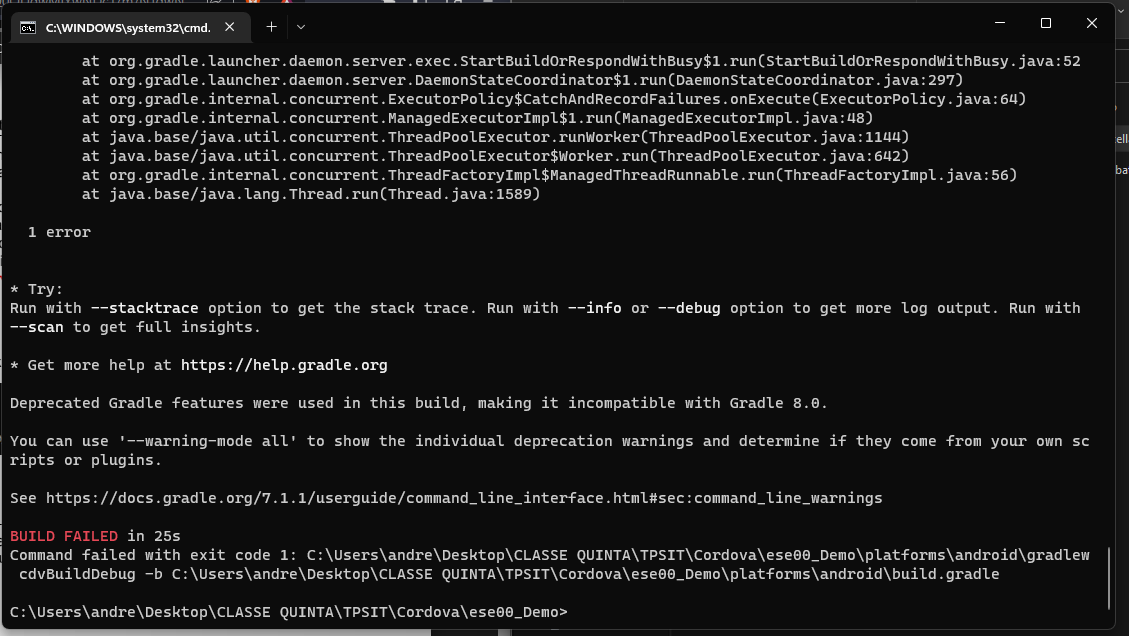 C:\WINDOWS\system32\cmd.
at org.gradle.launcher.daemon.server.exec.StartBuildOrRespondWithBusy$1.run(StartBuildOrRespondWithBusy.java:52
at org.gradle.launcher.daemon.server.DaemonStateCoordinator$1.run(DaemonStateCoordinator.java:297)
at org.gradle.internal.concurrent.ExecutorPolicy$CatchAndRecordFailures.onExecute(ExecutorPolicy.java:64)
at org.gradle.internal.concurrent.ManagedExecutorImpl$1.run(ManagedExecutorImpl.java:48)
at java.base/java.util.concurrent.ThreadPoolExecutor.runWorker(ThreadPoolExecutor.java:1144)
at java.base/java.util.concurrent.ThreadPoolExecutor$Worker.run(ThreadPoolExecutor.java:642)
at org.gradle.internal.concurrent.ThreadFactoryImpl$ManagedThreadRunnable.run(ThreadFactoryImpl.java:56)
at java.base/java.lang.Thread.run(Thread.java:1589)
1 error
* Try:
Run with --stacktrace option to get the stack trace. Run with --info or --debug option to get more log output. Run with
--scan to get full insights.
* Get more help at https://help.gradle.org
Deprecated Gradle features were used in this build, making it incompatible with Gradle 8.0.
You can use '--warning-mode all' to show the individual deprecation warnings and determine if they come from your own sc
ripts or plugins.
See https://docs.gradle.org/7.1.1/userguide/command_line_interface.html#sec:command_line_warnings
BUILD FAILED in 25s
Command failed with exit code 1: C:\Users\andre\Desktop\CLASSE QUINTA\TPSIT\Cordova\ese00_Demo\platforms\android\gradlew
cdvBuildDebug -b C:\Users\andre\Desktop\CLASSE QUINTA\TPSIT\Cordova\ese00_Demo\platforms\android\build.gradle
C:\Users\andre\Desktop\CLASSE QUINTA\TPSIT\Cordova\ese00_Demo>